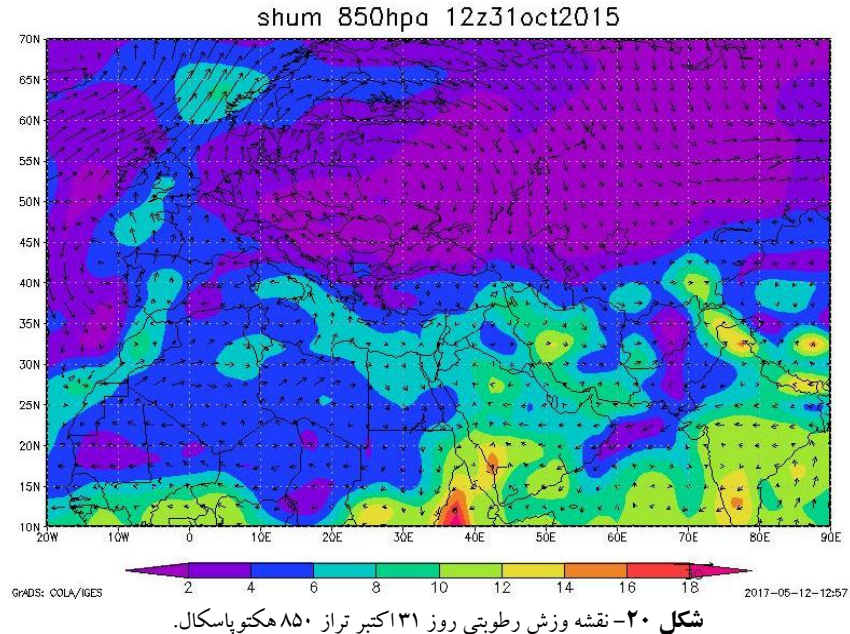 shum 850hpa 12z31oct2015
70N
65N
60N
55N
50N
45N
40N
35N
30N
25N
20N
15N
10N
20W 10W 0 10E 20E 30E 40E 50E 60E 70E 80E 90E
2 4 6 8 10 12 14 16 18
GrADS: COLA/IGES 2017-05-12-12:57
شکل ۲۰- نقشه وزش رطوبتی روز ۳۱ اکتبر تراز ۸۵۰ هکتوپاسکال.